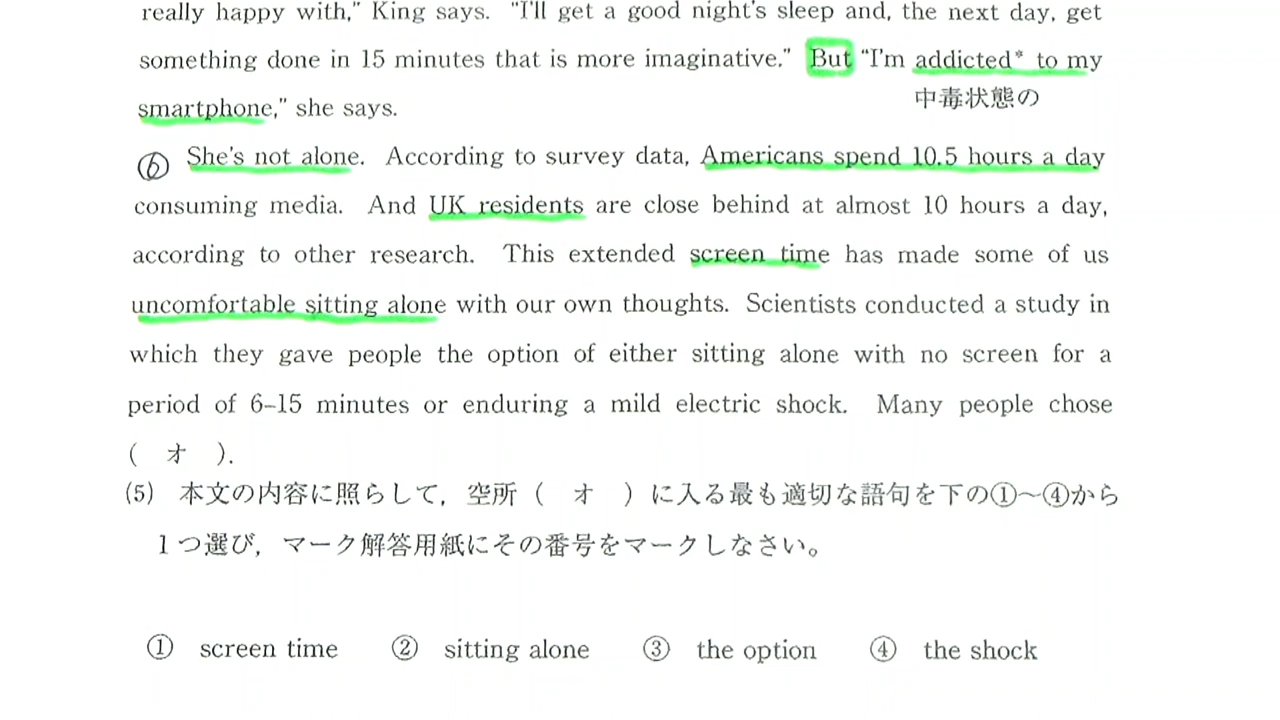 really happy with," King says. "I'll get a good night's sleep and, the next day, get
something done in 15 minutes that is more imaginative." But "I'm addicted* to my
中毒状態の
smartphone," she says.
⑥ She's not alone. According to survey data, Americans spend 10.5 hours a day
consuming media. And UK residents are close behind at almost 10 hours a day,
according to other research. This extended screen time has made some of us
uncomfortable sitting alone with our own thoughts. Scientists conducted a study in
which they gave people the option of either sitting alone with no screen for a
period of 6–15 minutes or enduring a mild electric shock. Many people chose
( オ ).
(5) 本文の内容に照らして，空所（ オ ）に入る最も適切な語句を下の①〜④から
1つ選び，マーク解答用紙にその番号をマークしなさい。
① screen time ② sitting alone ③ the option ④ the shock